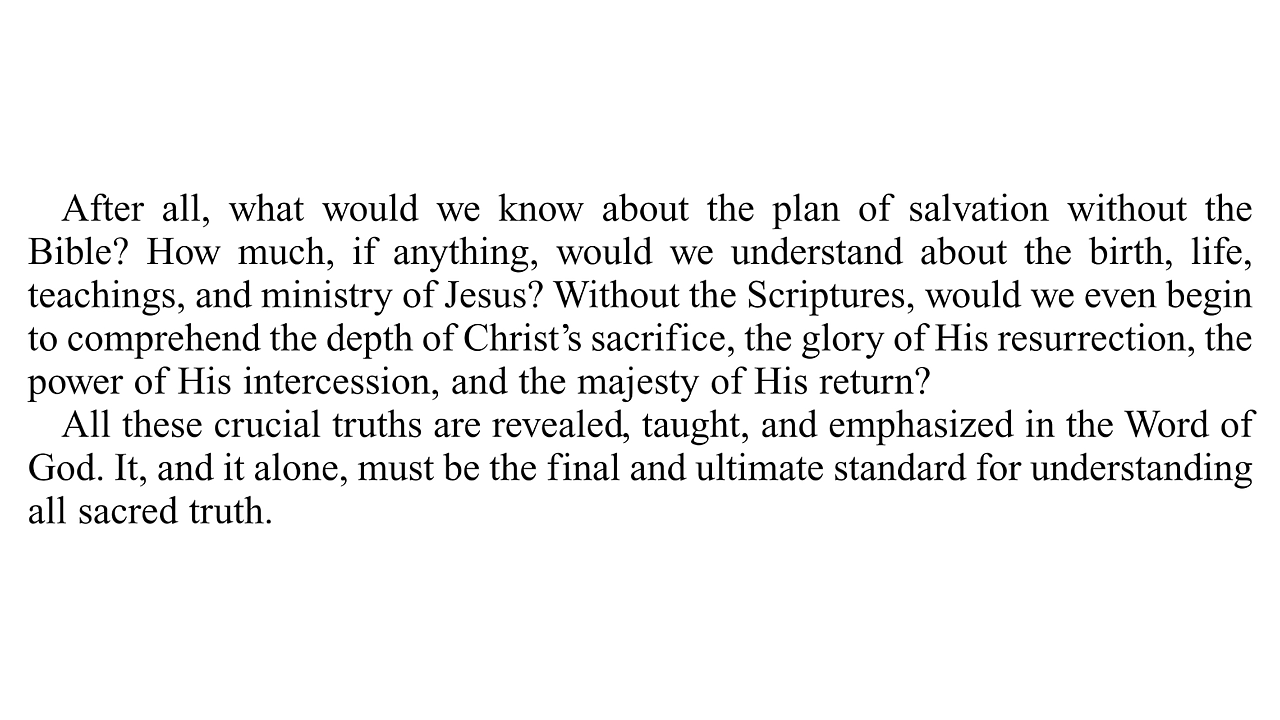 After all, what would we know about the plan of salvation without the
Bible? How much, if anything, would we understand about the birth, life,
teachings, and ministry of Jesus? Without the Scriptures, would we even begin
to comprehend the depth of Christ’s sacrifice, the glory of His resurrection, the
power of His intercession, and the majesty of His return?
All these crucial truths are revealed, taught, and emphasized in the Word of
God. It, and it alone, must be the final and ultimate standard for understanding
all sacred truth.